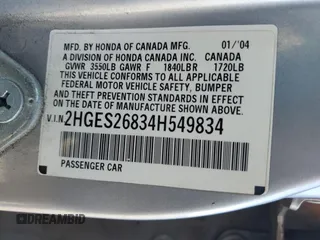 MFD. BY HONDA OF CANADA MFG. 01/'04
A DIVISION OF HONDA CANADA INC. CANADA
GVWR 3550LB GAWR F 1840LB R 1720LB
THIS VEHICLE CONFORMS TO ALL APPLICABLE
FEDERAL MOTOR VEHICLE SAFETY, BUMPER
AND THEFT PREVENTION STANDARDS IN EFFECT
ON THE DATE OF MANUFACTURE SHOWN ABOVE.
V.I.N. 2HGES26834H549834
PASSENGER CAR
DREAMBID